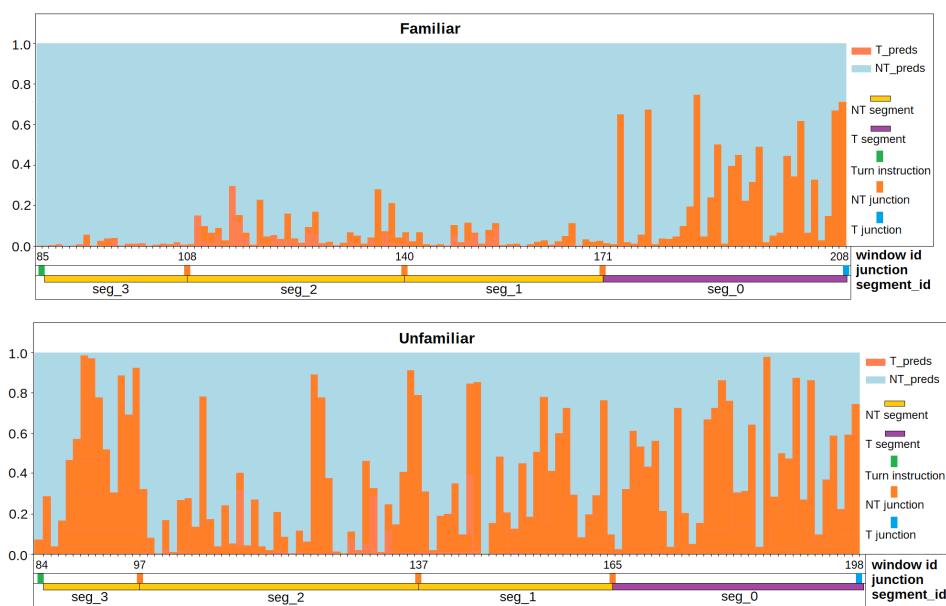 Familiar
1.0
0.8
0.6
0.4
0.2
0.0
T_preds
NT_preds
NT segment
T segment
Turn instruction
NT junction
T junction
85 108 140 171 208 window id
junction
seg_3 seg_2 seg_1 seg_0 segment_id
Unfamiliar
1.0
0.8
0.6
0.4
0.2
0.0
T_preds
NT_preds
NT segment
T segment
Turn instruction
NT junction
T junction
84 97 137 165 198 window id
junction
seg_3 seg_2 seg_1 seg_0 segment_id